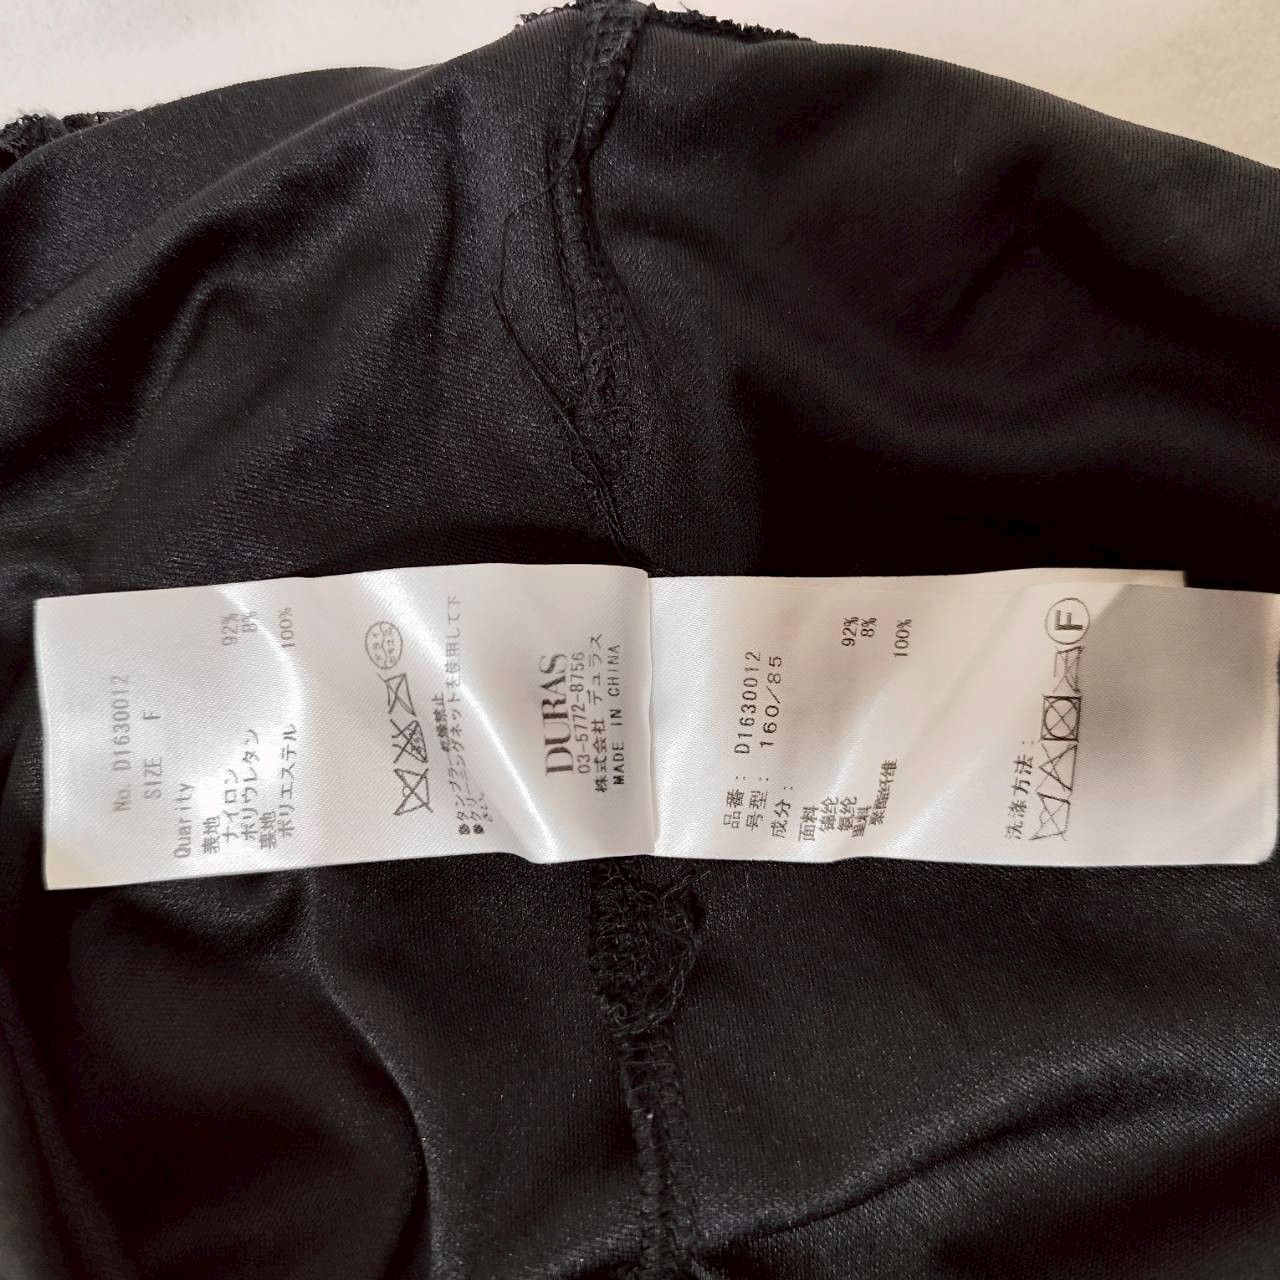 No. D1630012
SIZE F
Quarity
表地
ナイロン 92%
ポリウレタン 8%
裏地
ポリエステル 100%
●タンブラー乾燥禁止
●クリーニングネットを使用して下
さい
DURAS
03-5772-8756
株式会社 デュラス
MADE IN CHINA
品番: D1630012
号型: 160/85
成分:
面料
锦纶 92%
氨纶 8%
里料
聚酯纤维 100%
洗涤方法:
F